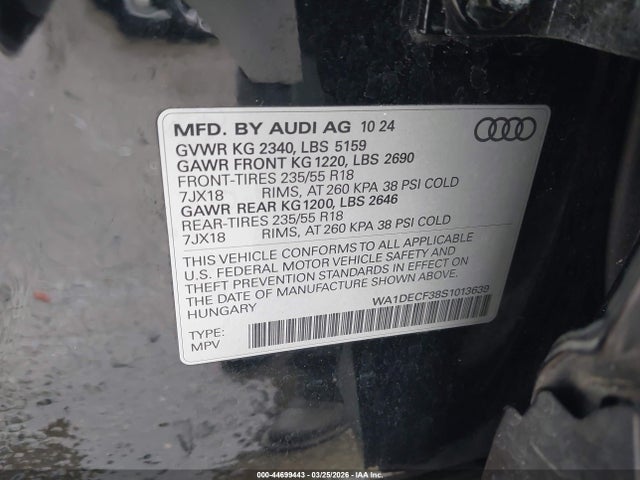 MFD. BY AUDI AG 10 24
GVWR KG 2340, LBS 5159
GAWR FRONT KG 1220, LBS 2690
FRONT-TIRES 235/55 R18
7JX18 RIMS, AT 260 KPA 38 PSI COLD
GAWR REAR KG 1200, LBS 2646
REAR-TIRES 235/55 R18
7JX18 RIMS, AT 260 KPA 38 PSI COLD
THIS VEHICLE CONFORMS TO ALL APPLICABLE
U.S. FEDERAL MOTOR VEHICLE SAFETY AND
THEFT PREVENTION STANDARDS IN EFFECT ON
THE DATE OF MANUFACTURE SHOWN ABOVE.
HUNGARY
WA1DECF38S1013639
TYPE:
MPV
000-44699443 — 03/25/2026 — IAAI.COM